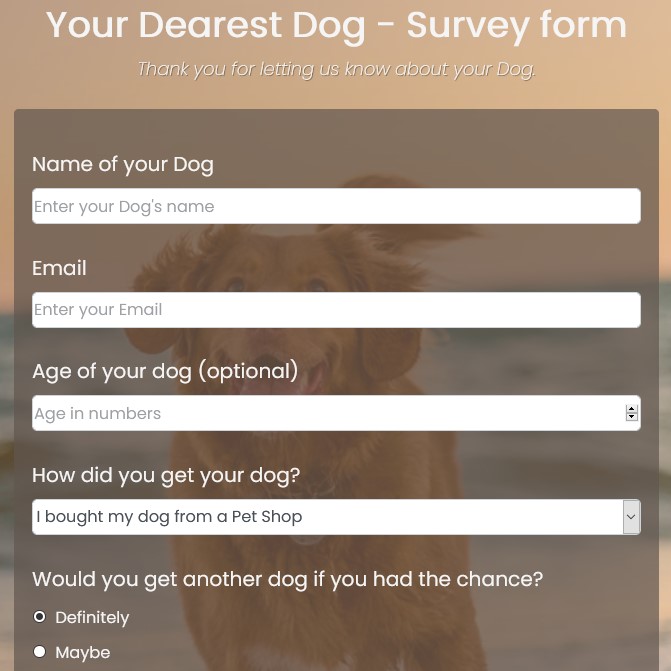 Your Dearest Dog - Survey form
Thank you for letting us know about your Dog.
Name of your Dog
Enter your Dog's name
Email
Enter your Email
Age of your dog (optional)
Age in numbers
How did you get your dog?
I bought my dog from a Pet Shop
Would you get another dog if you had the chance?
Definitely
Maybe